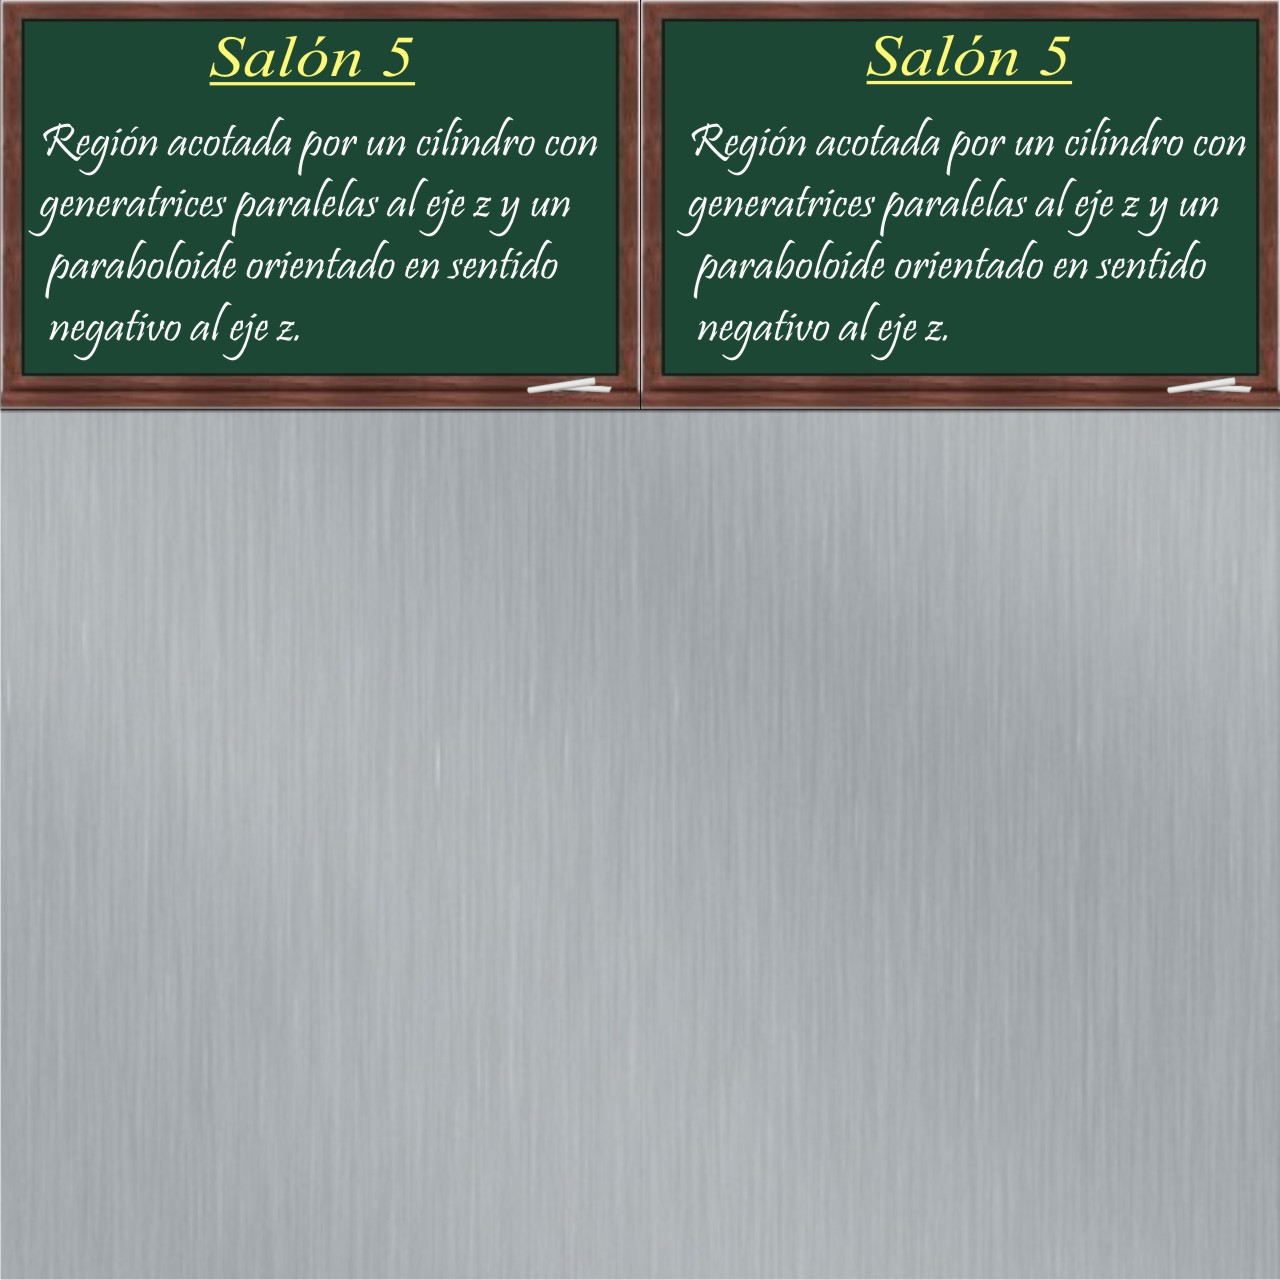 Salón 5
Región acotada por un cilindro con
generatrices paralelas al eje z y un
paraboloide orientado en sentido
negativo al eje z.
Salón 5
Región acotada por un cilindro con
generatrices paralelas al eje z y un
paraboloide orientado en sentido
negativo al eje z.